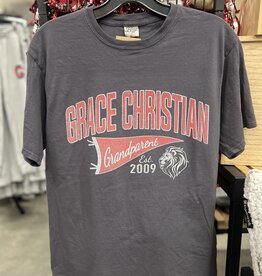 GRACE CHRISTIAN
Grandparent
Est.
2009